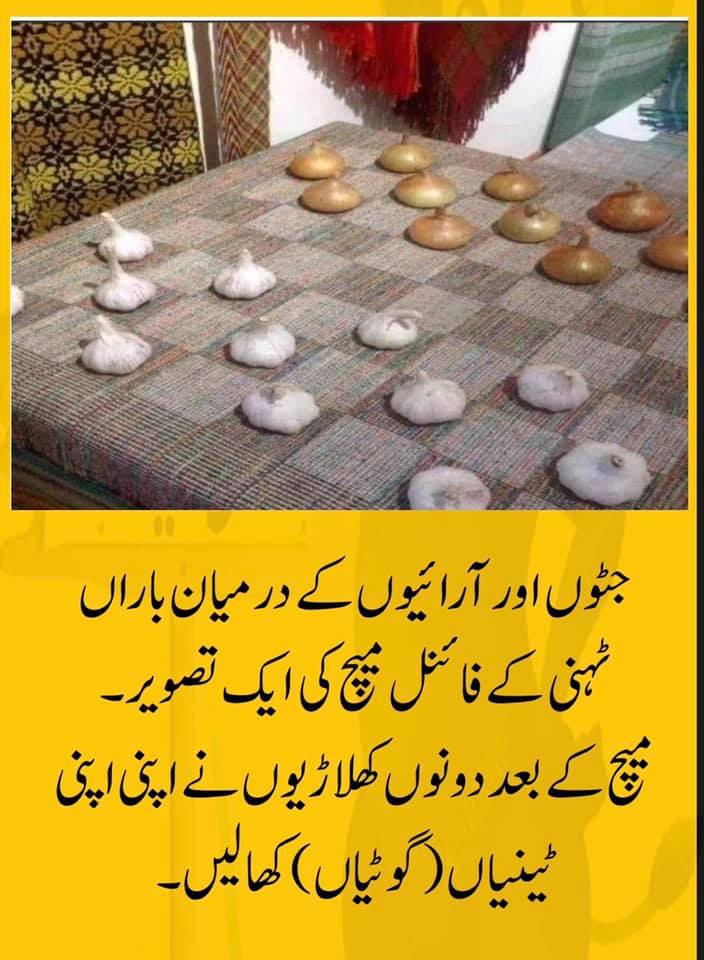 جٹوں اور آرائیوں کے درمیان باراں
ٹہنی کے فائنل میچ کی ایک تصویر۔
میچ کے بعد دونوں کھلاڑیوں نے اپنی اپنی
ٹینیاں (گوٹیاں) کھالیں۔